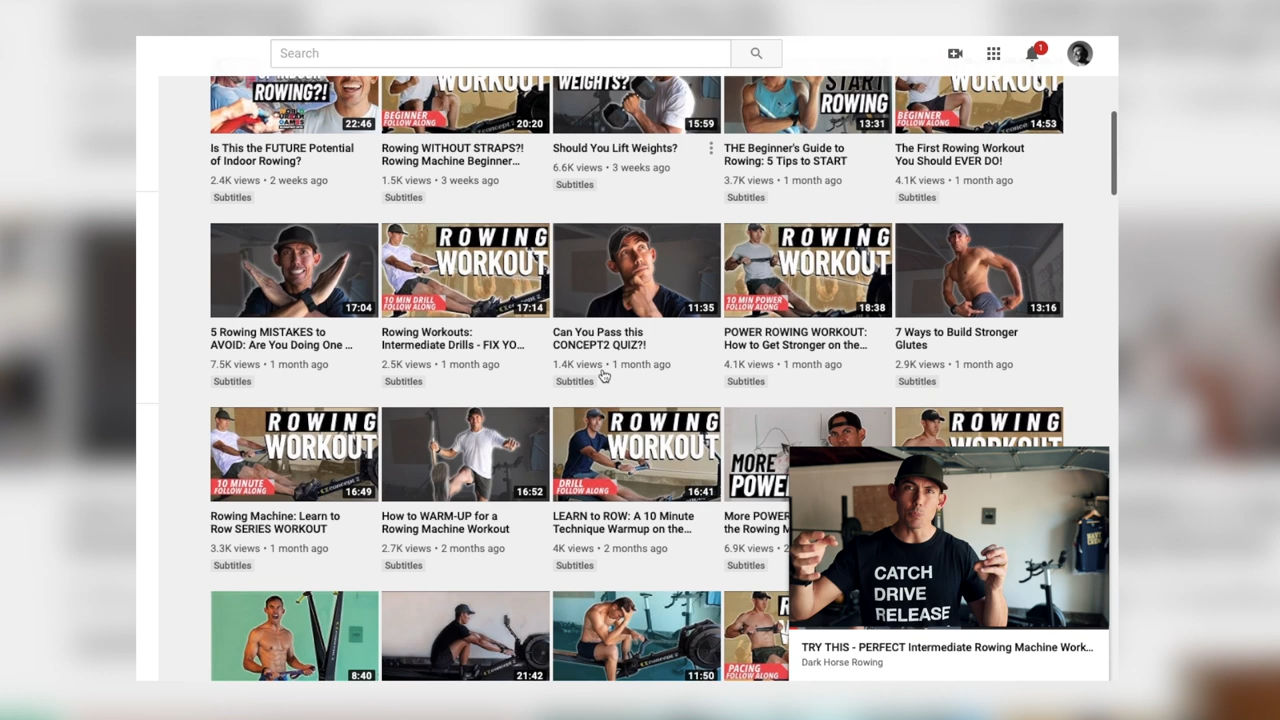 Search
1
ROWING?!
22:46
WORKOUT
BEGINNER
FOLLOW ALONG
20:20
WEIGHTS?
15:59
START
ROWING
13:31
WORKOUT
BEGINNER
FOLLOW ALONG
14:53
Is This the FUTURE Potential
of Indoor Rowing?
2.4K views • 2 weeks ago
Subtitles
Rowing WITHOUT STRAPS?!
Rowing Machine Beginner...
1.5K views • 3 weeks ago
Subtitles
Should You Lift Weights?
6.6K views • 3 weeks ago
Subtitles
THE Beginner's Guide to
Rowing: 5 Tips to START
3.7K views • 1 month ago
Subtitles
The First Rowing Workout
You Should EVER DO!
4.1K views • 1 month ago
Subtitles
17:04
ROWING
WORKOUT
10 MIN DRILL
FOLLOW ALONG
17:14
11:35
ROWING
WORKOUT
10 MIN POWER
FOLLOW ALONG
18:38
13:16
5 Rowing MISTAKES to
AVOID: Are You Doing One ...
7.5K views • 1 month ago
Subtitles
Rowing Workouts:
Intermediate Drills - FIX YO...
2.5K views • 1 month ago
Subtitles
Can You Pass this
CONCEPT2 QUIZ?!
1.4K views • 1 month ago
Subtitles
POWER ROWING WORKOUT:
How to Get Stronger on the...
4.1K views • 1 month ago
Subtitles
7 Ways to Build Stronger
Glutes
2.9K views • 1 month ago
Subtitles
ROWING
WORKOUT
10 MINUTE
FOLLOW ALONG
16:49
16:52
ROWING
WORKOUT
DRILL
FOLLOW ALONG
16:41
MORE
POWER
ROWING
WORKOUT
Rowing Machine: Learn to
Row SERIES WORKOUT
3.3K views • 1 month ago
Subtitles
How to WARM-UP for a
Rowing Machine Workout
2.7K views • 2 months ago
Subtitles
LEARN to ROW: A 10 Minute
Technique Warmup on the...
4K views • 2 months ago
Subtitles
More POWER
the Rowing M
6.9K views • 2
Subtitles
8:40
21:42
concept2
11:50
PACING
FOLLOW ALONG
CATCH
DRIVE
RELEASE
TRY THIS - PERFECT Intermediate Rowing Machine Work...
Dark Horse Rowing